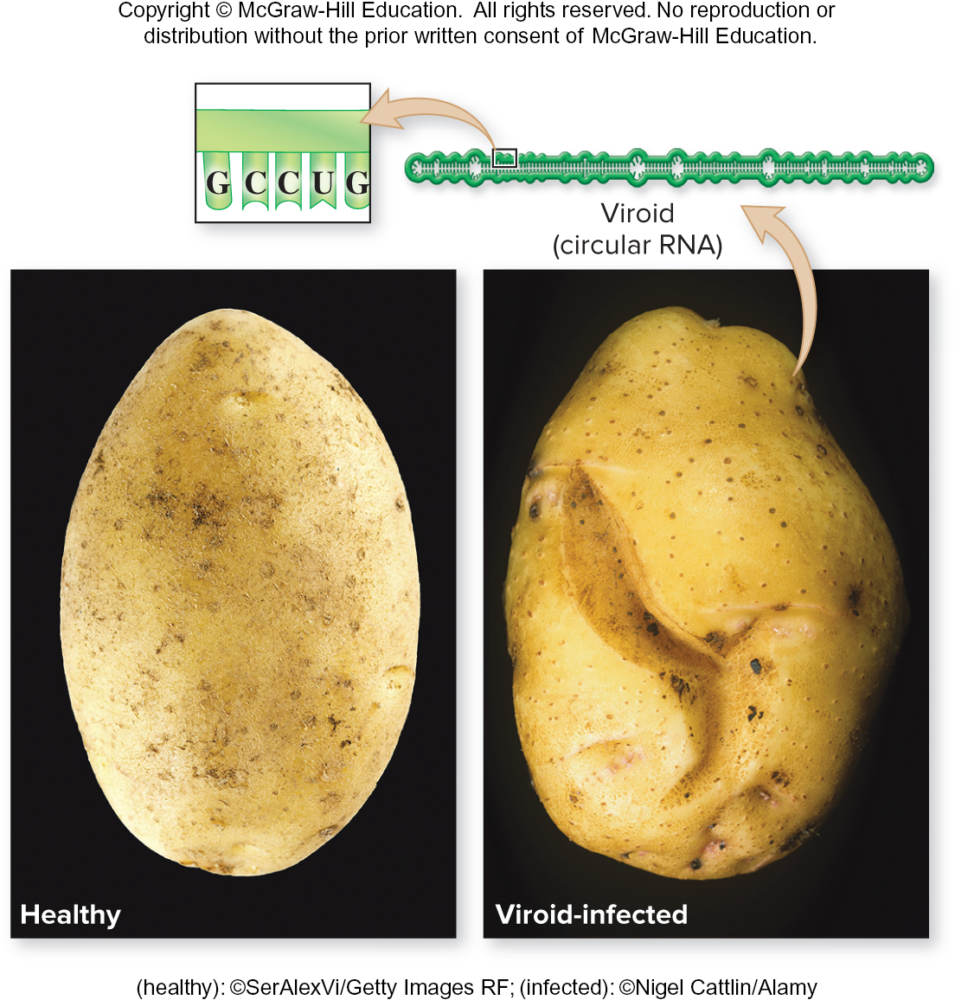 Copyright © McGraw-Hill Education. All rights reserved. No reproduction or
distribution without the prior written consent of McGraw-Hill Education.
G C C U G
Viroid
(circular RNA)
Healthy
Viroid-infected
(healthy): ©SerAlexVi/Getty Images RF; (infected): ©Nigel Cattlin/Alamy